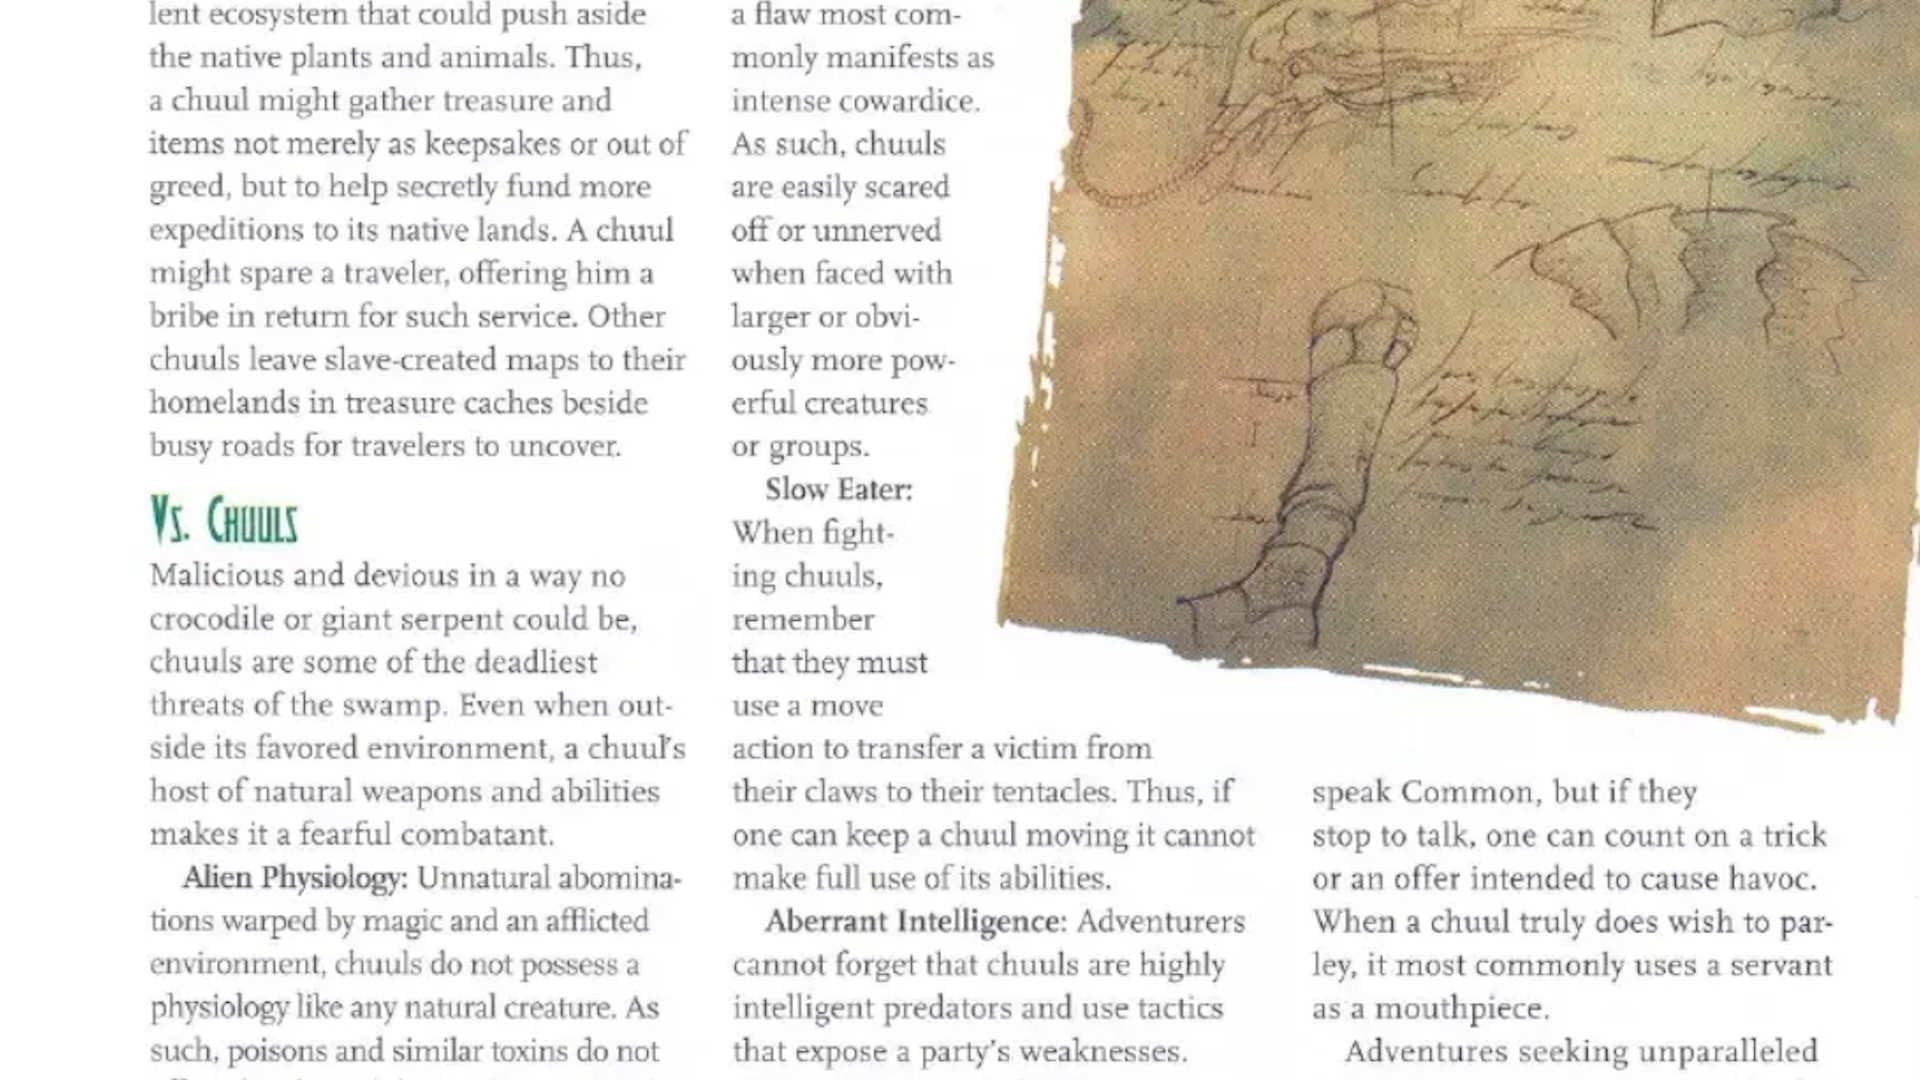 lent ecosystem that could push aside
the native plants and animals. Thus,
a chuul might gather treasure and
items not merely as keepsakes or out of
greed, but to help secretly fund more
expeditions to its native lands. A chuul
might spare a traveler, offering him a
bribe in return for such service. Other
chuuls leave slave-created maps to their
homelands in treasure caches beside
busy roads for travelers to uncover.
Vs. Chuuls
Malicious and devious in a way no
crocodile or giant serpent could be,
chuuls are some of the deadliest
threats of the swamp. Even when out-
side its favored environment, a chuul's
host of natural weapons and abilities
makes it a fearful combatant.
Alien Physiology: Unnatural abomina-
tions warped by magic and an afflicted
environment, chuuls do not possess a
physiology like any natural creature. As
such, poisons and similar toxins do not
a flaw most com-
monly manifests as
intense cowardice.
As such, chuuls
are easily scared
off or unnerved
when faced with
larger or obvi-
ously more pow-
erful creatures
or groups.
Slow Eater:
When fight-
ing chuuls,
remember
that they must
use a move
action to transfer a victim from
their claws to their tentacles. Thus, if
one can keep a chuul moving it cannot
make full use of its abilities.
Aberrant Intelligence: Adventurers
cannot forget that chuuls are highly
intelligent predators and use tactics
that expose a party's weaknesses.
speak Common, but if they
stop to talk, one can count on a trick
or an offer intended to cause havoc.
When a chuul truly does wish to par-
ley, it most commonly uses a servant
as a mouthpiece.
Adventures seeking unparalleled